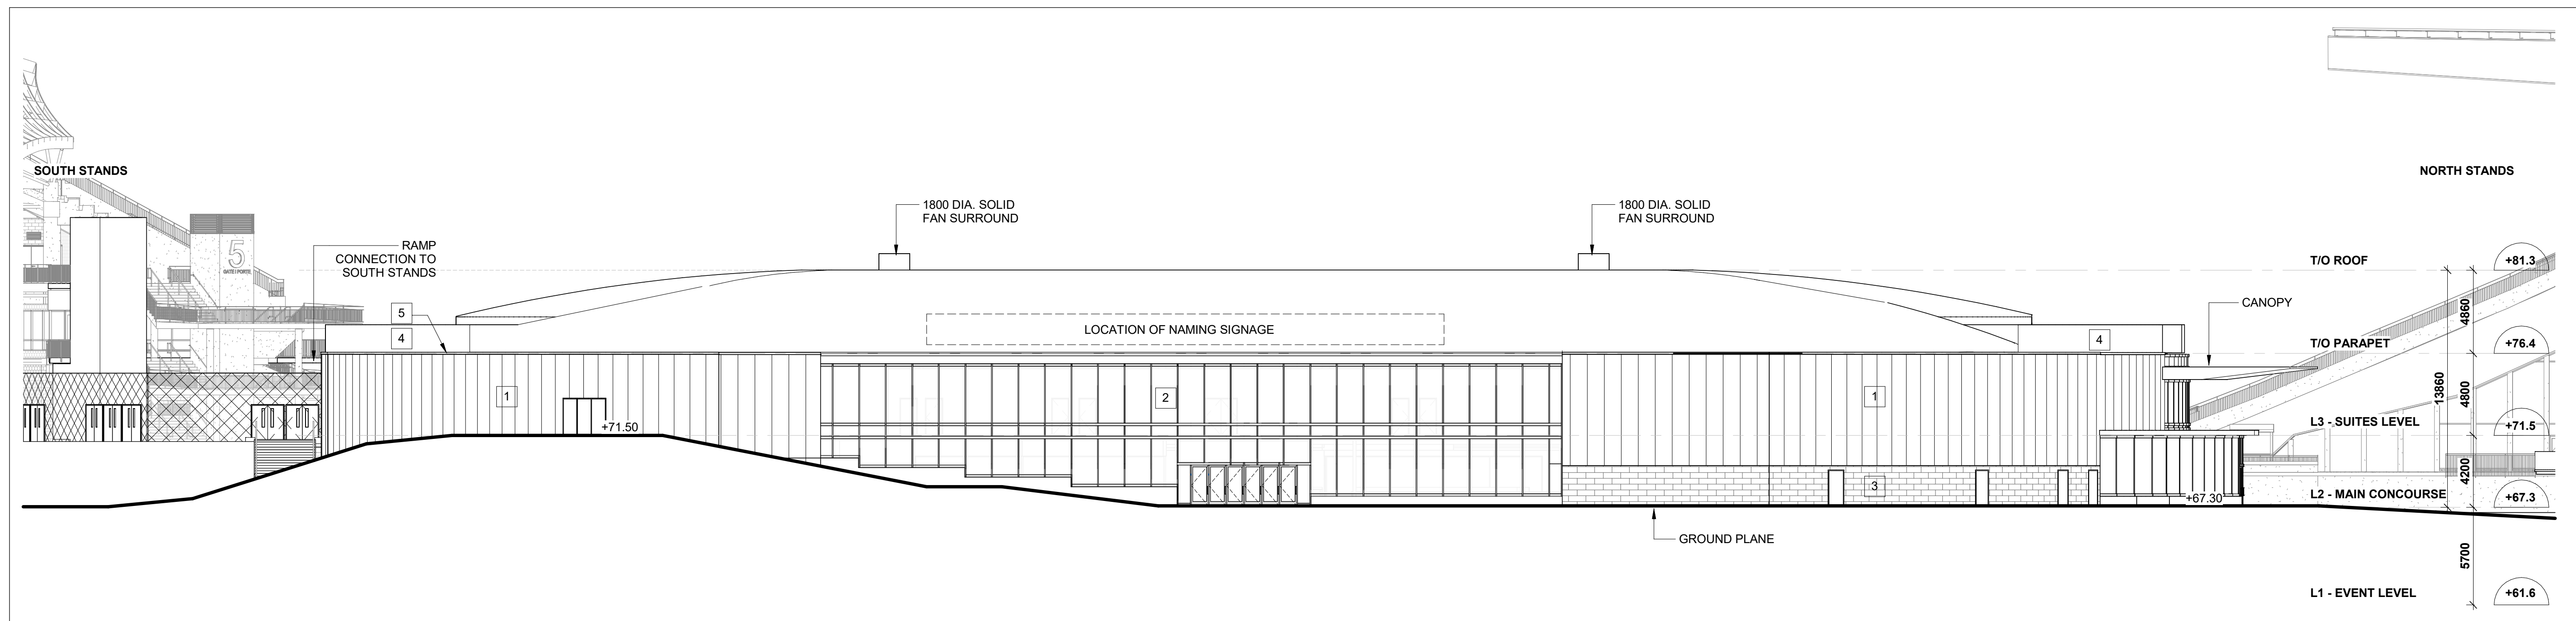 SOUTH STANDS
NORTH STANDS
1800 DIA. SOLID
FAN SURROUND
1800 DIA. SOLID
FAN SURROUND
5
GATE | PORTE
RAMP
CONNECTION TO
SOUTH STANDS
T/O ROOF
+81.3
CANOPY
5
4
LOCATION OF NAMING SIGNAGE
4
4860
T/O PARAPET
+76.4
1
2
1
13860
4800
+71.50
L3 - SUITES LEVEL
+71.5
4200
3
+67.30
L2 - MAIN CONCOURSE
+67.3
GROUND PLANE
5700
L1 - EVENT LEVEL
+61.6